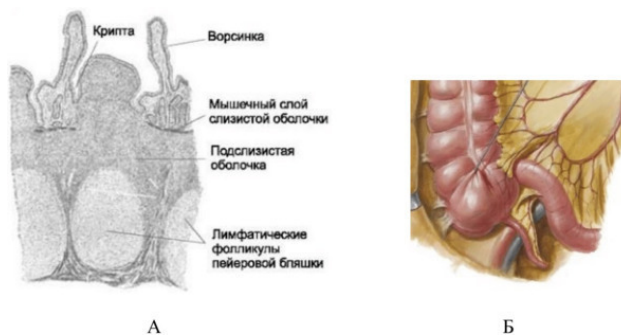 Крипта
Ворсинка
Мышечный слой
слизистой оболочки
Подслизистая
оболочка
Лимфатические
фолликулы
пейеровой бляшки
А
Б